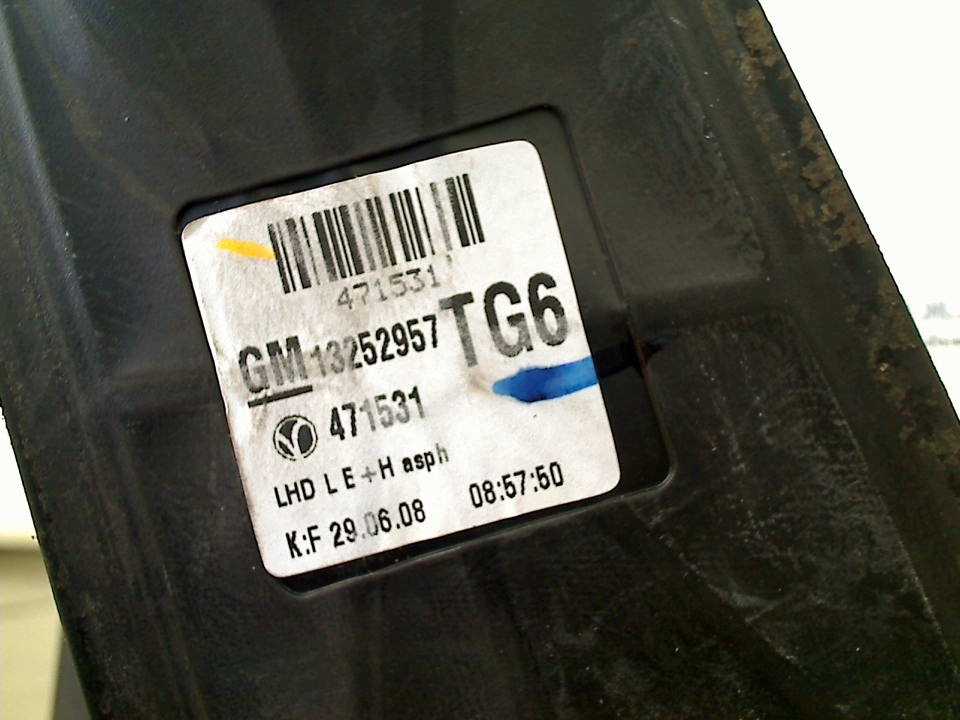 471531
GM 13252957 TG6
471531
LHD L E+H asph
K:F 29.06.08 08:57:50